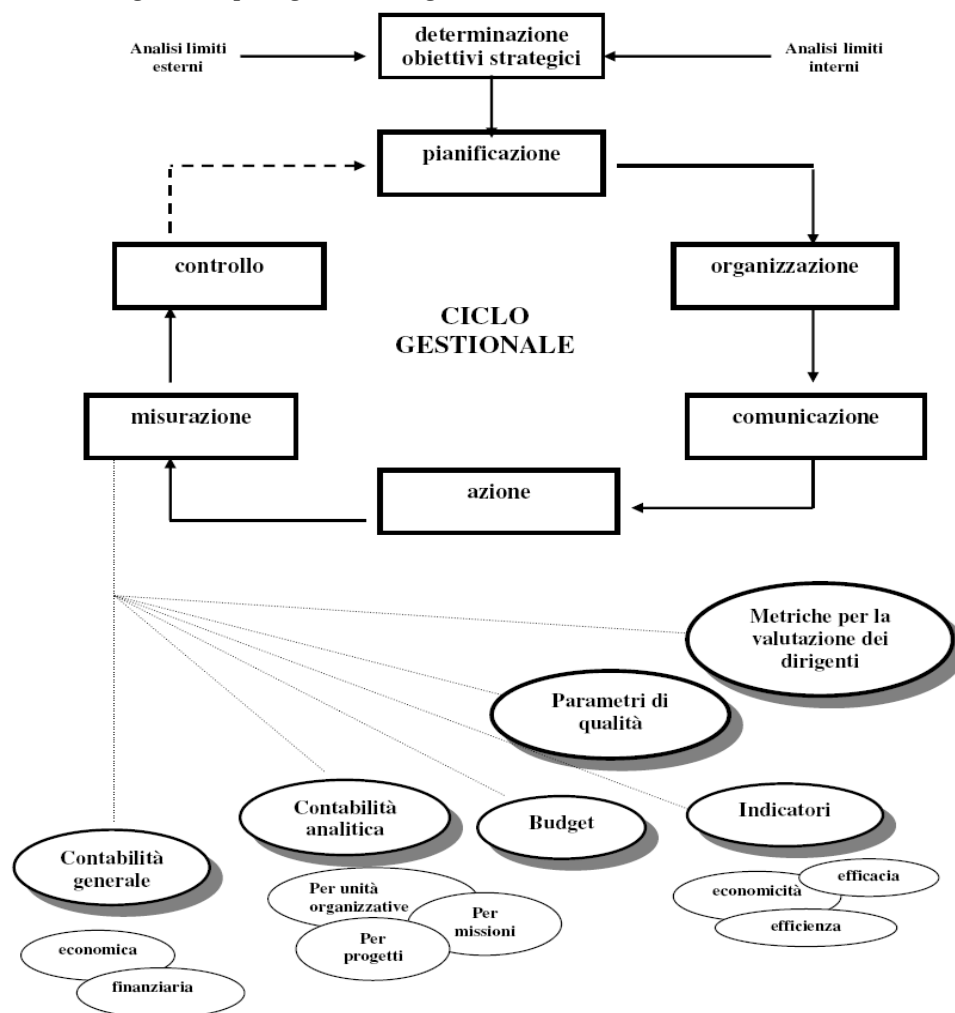 determinazione
obiettivi strategici
Analisi limiti
esterni
Analisi limiti
interni
pianificazione
controllo
organizzazione
CICLO
GESTIONALE
misurazione
comunicazione
azione
Metriche per la
valutazione dei
dirigenti
Parametri di
qualità
Contabilità
analitica
Budget
Indicatori
Contabilità
generale
Per unità
organizzative
Per
missioni
Per
progetti
economicità
efficacia
efficienza
economica
finanziaria